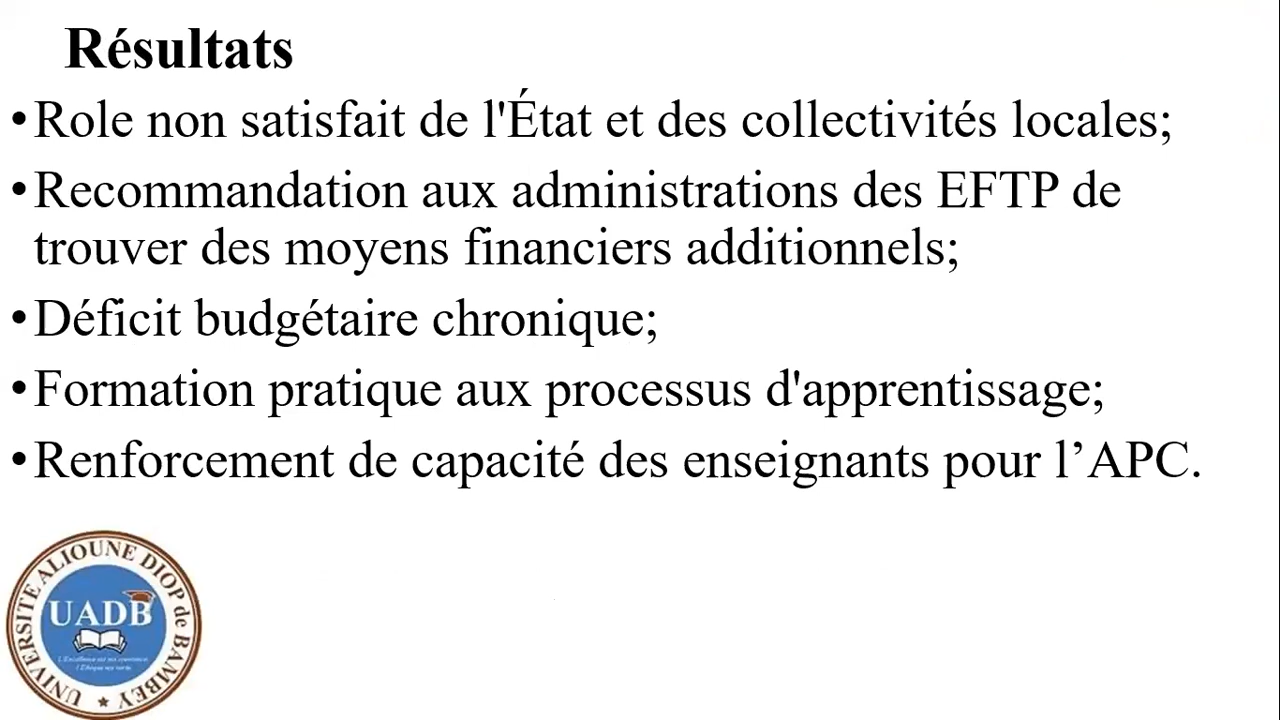 Résultats
•Role non satisfait de l'État et des collectivités locales;
•Recommandation aux administrations des EFTP de
trouver des moyens financiers additionnels;
•Déficit budgétaire chronique;
•Formation pratique aux processus d'apprentissage;
•Renforcement de capacité des enseignants pour l’APC.
UNIVERSITE ALIOUNE DIOP de BAMBEY
UADB